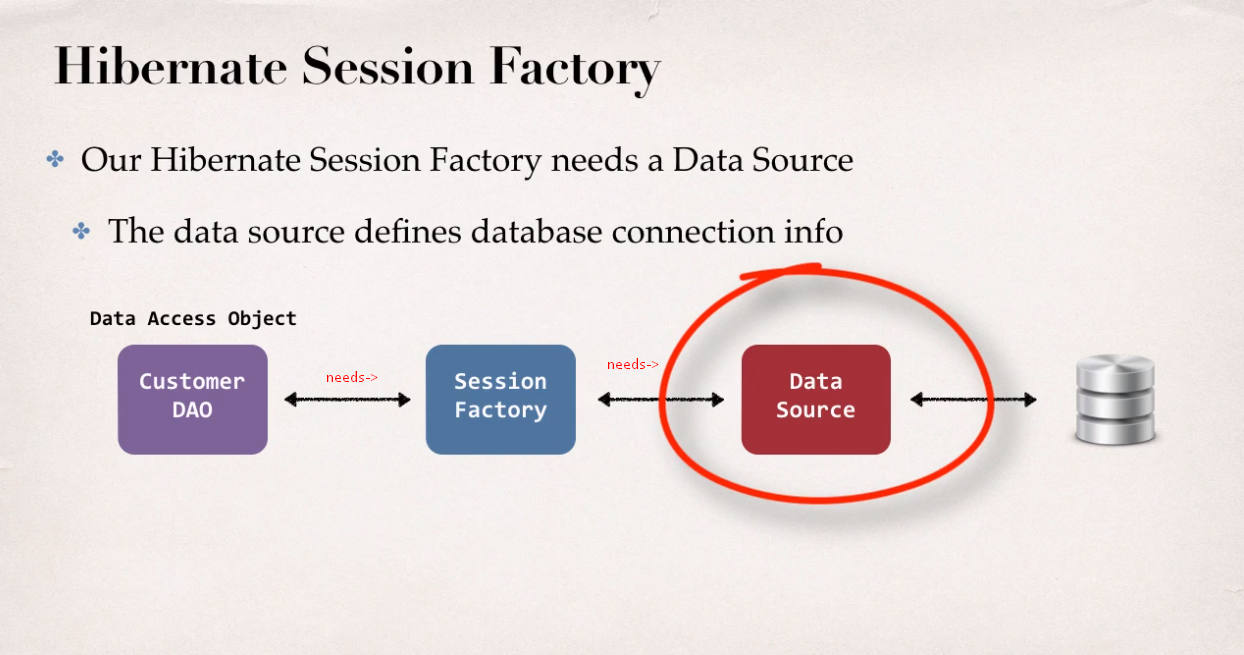 Hibernate Session Factory
Our Hibernate Session Factory needs a Data Source
The data source defines database connection info
Data Access Object
Customer
DAO
needs->
Session
Factory
needs->
Data
Source